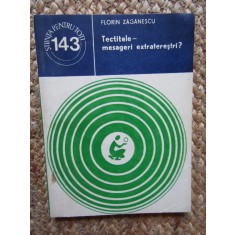 ȘTIINȚA PENTRU TOȚI
143
FLORIN ZĂGĂNESCU
Tectitele-
mesageri extratereștri?